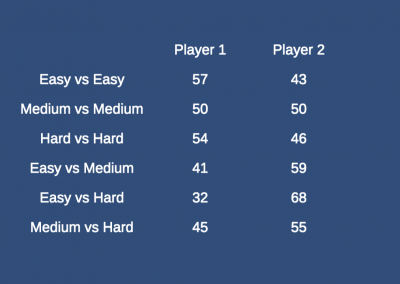 Player 1 Player 2
Easy vs Easy 57 43
Medium vs Medium 50 50
Hard vs Hard 54 46
Easy vs Medium 41 59
Easy vs Hard 32 68
Medium vs Hard 45 55